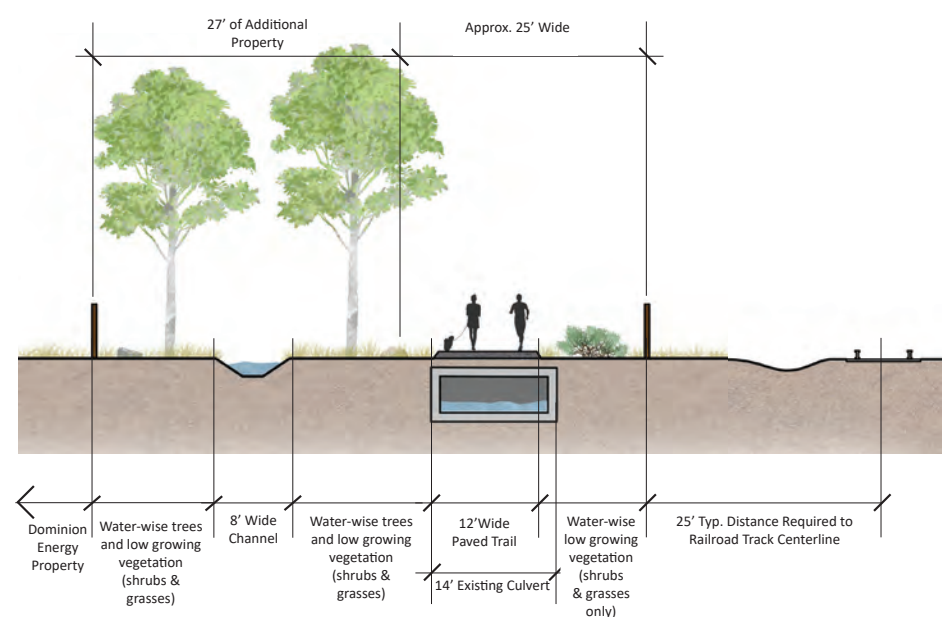 27’ of Additional
Property
Approx. 25’ Wide
Dominion
Energy
Property
Water-wise trees
and low growing
vegetation
(shrubs &
grasses)
8’ Wide
Channel
Water-wise trees
and low growing
vegetation
(shrubs &
grasses)
12’Wide
Paved Trail
14’ Existing Culvert
Water-wise
low growing
vegetation
(shrubs
& grasses
only)
25’ Typ. Distance Required to
Railroad Track Centerline